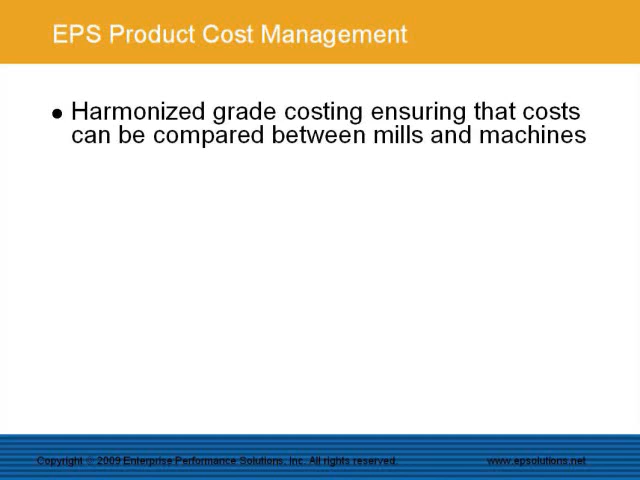 EPS Product Cost Management
● Harmonized grade costing ensuring that costs
can be compared between mills and machines
Copyright © 2009 Enterprise Performance Solutions, Inc. All rights reserved. www.epsolutions.net